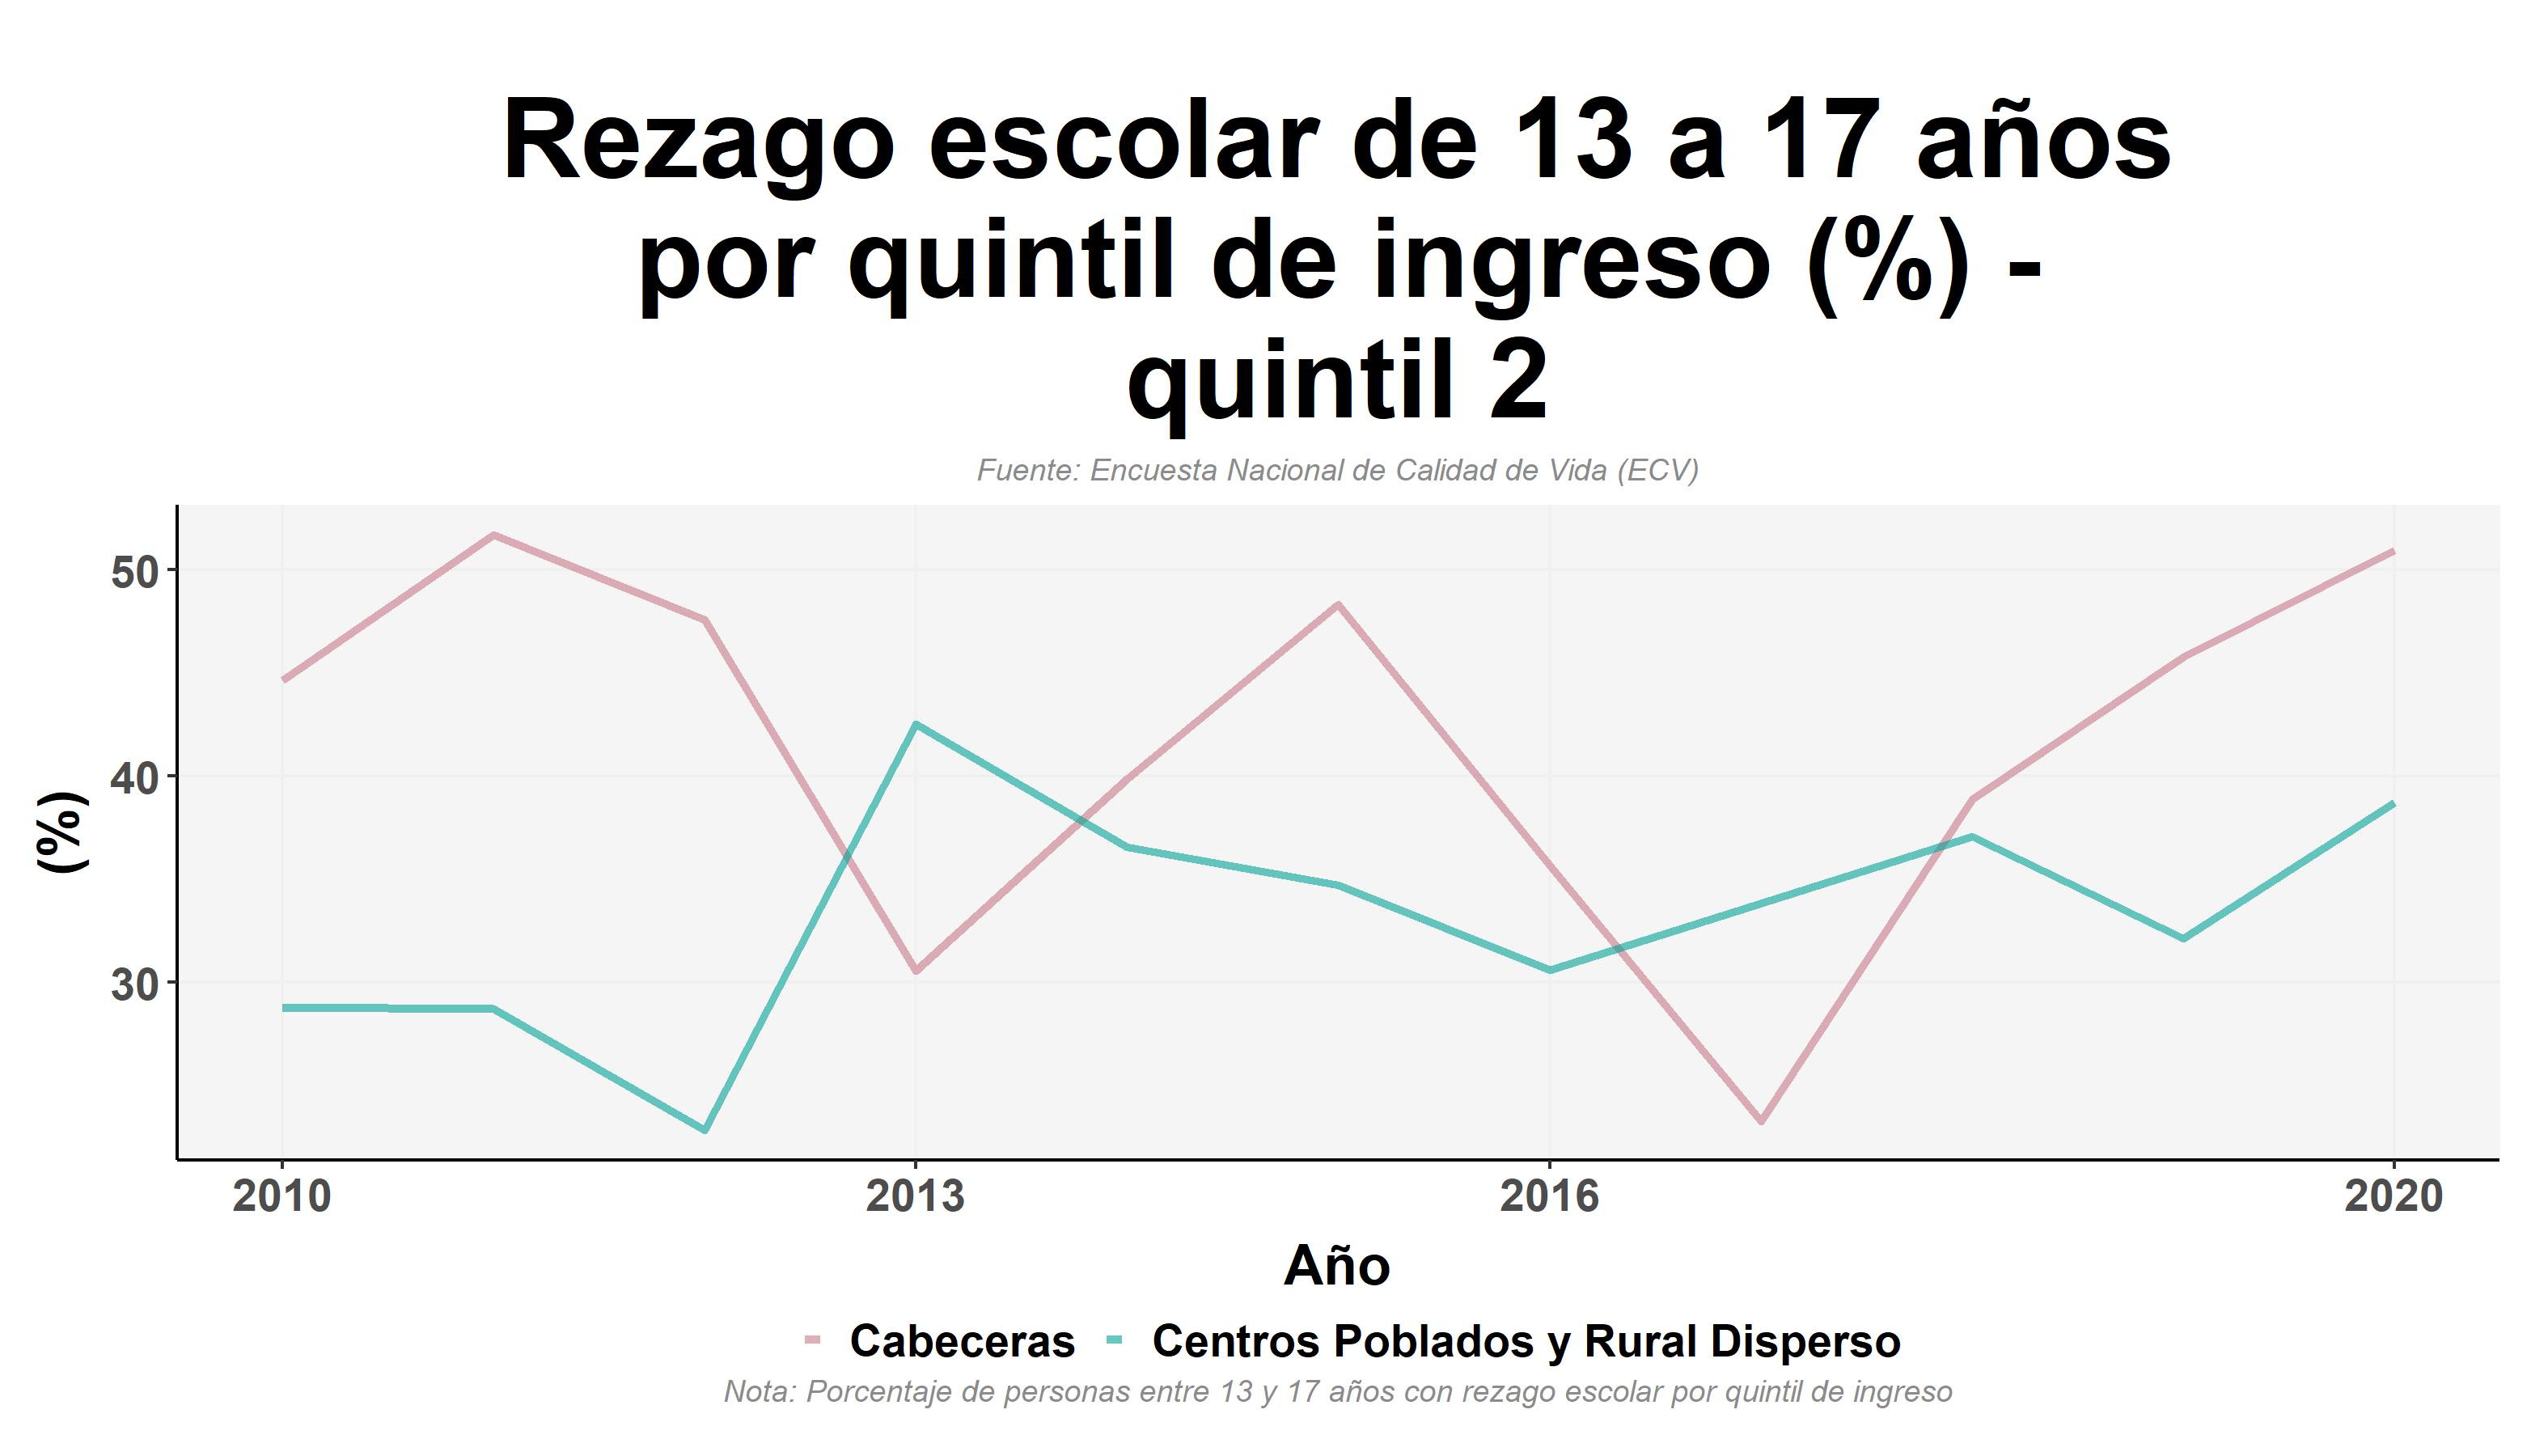 Rezago escolar de 13 a 17 años
por quintil de ingreso (%) -
quintil 2
Fuente: Encuesta Nacional de Calidad de Vida (ECV)
50
40
30
(%)
2010 2013 2016 2020
Año
Cabeceras Centros Poblados y Rural Disperso
Nota: Porcentaje de personas entre 13 y 17 años con rezago escolar por quintil de ingreso